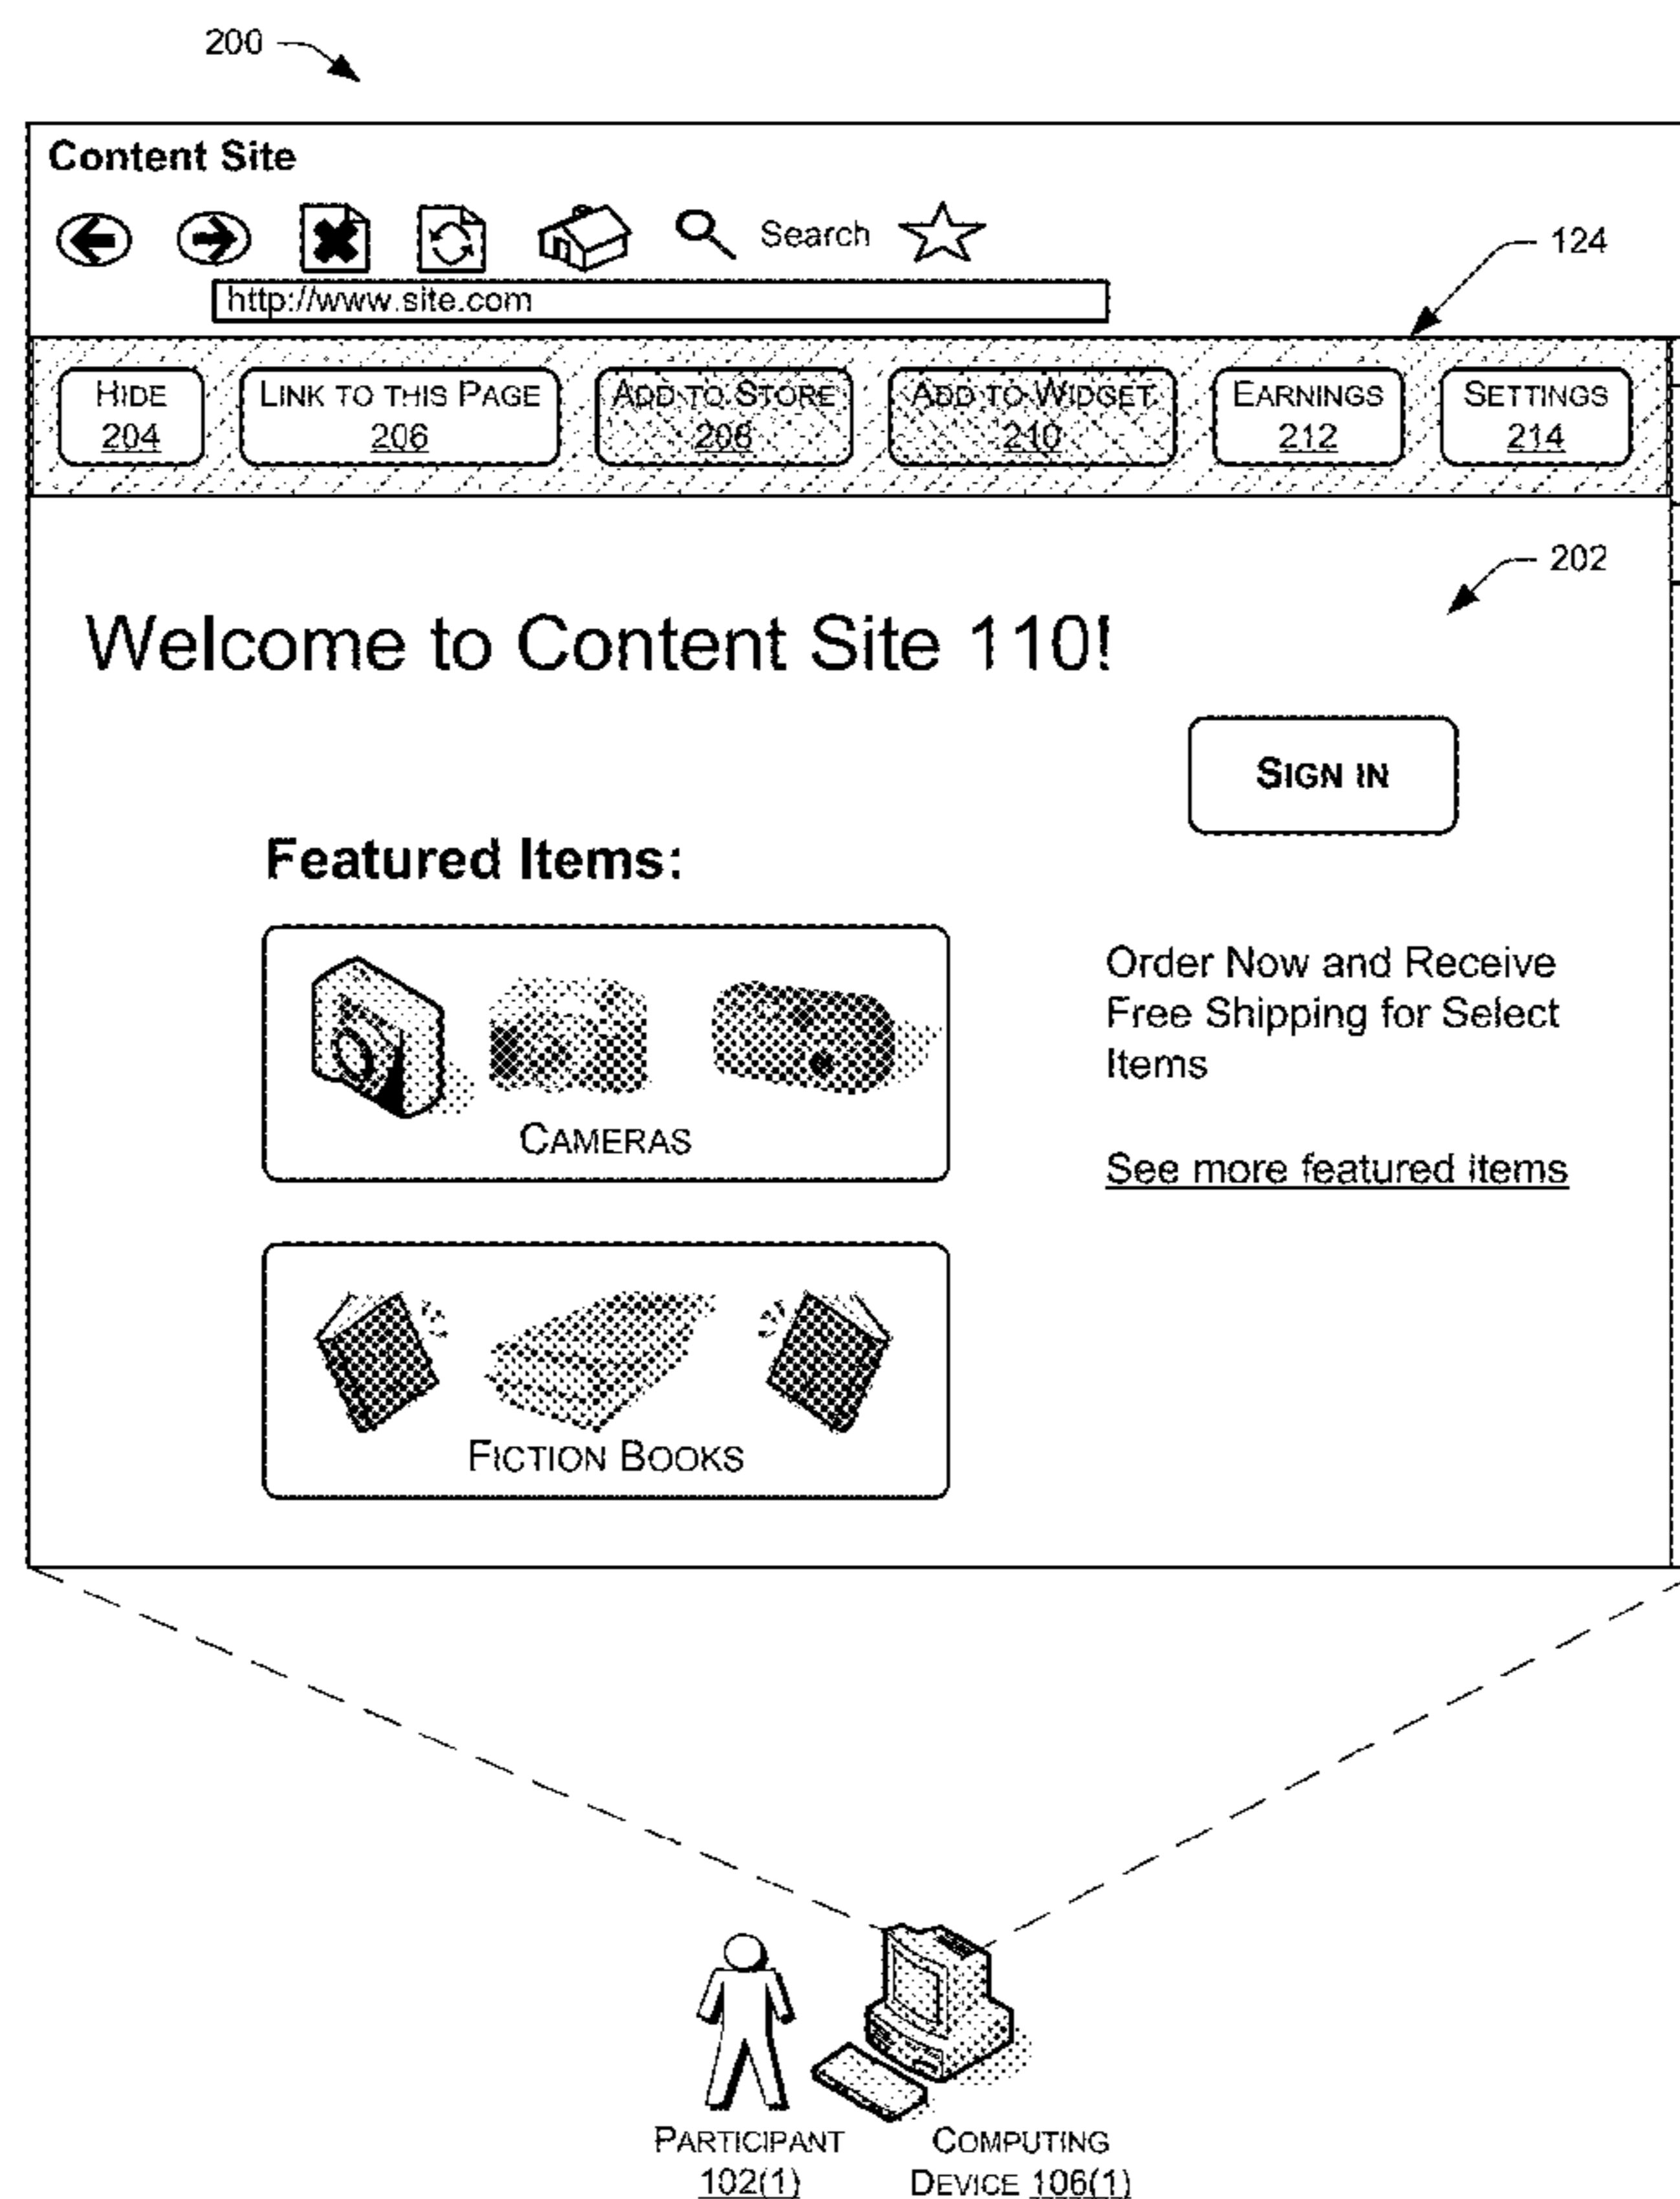 200
Content Site
Search
http://www.site.com
124
HIDE
204
LINK TO THIS PAGE
206
ADD TO STORE
208
ADD TO WIDGET
210
EARNINGS
212
SETTINGS
214
202
Welcome to Content Site 110!
SIGN IN
Featured Items:
CAMERAS
Order Now and Receive
Free Shipping for Select
Items
See more featured items
FICTION BOOKS
PARTICIPANT
102(1)
COMPUTING
DEVICE 106(1)